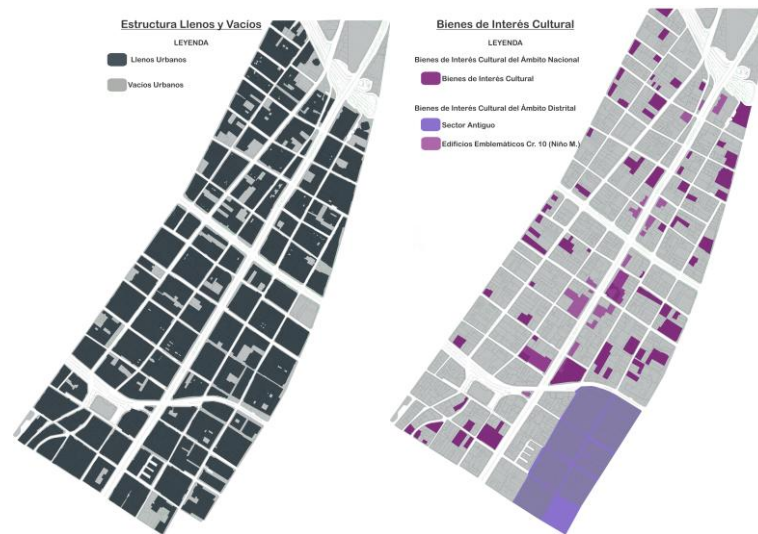 Estructura Llenos y Vacíos
LEYENDA
Llenos Urbanos
Vacíos Urbanos
Bienes de Interés Cultural
LEYENDA
Bienes de Interés Cultural del Ámbito Nacional
Bienes de Interés Cultural
Bienes de Interés Cultural del Ámbito Distrital
Sector Antiguo
Edificios Emblemáticos Cr. 10 (Niño M.)